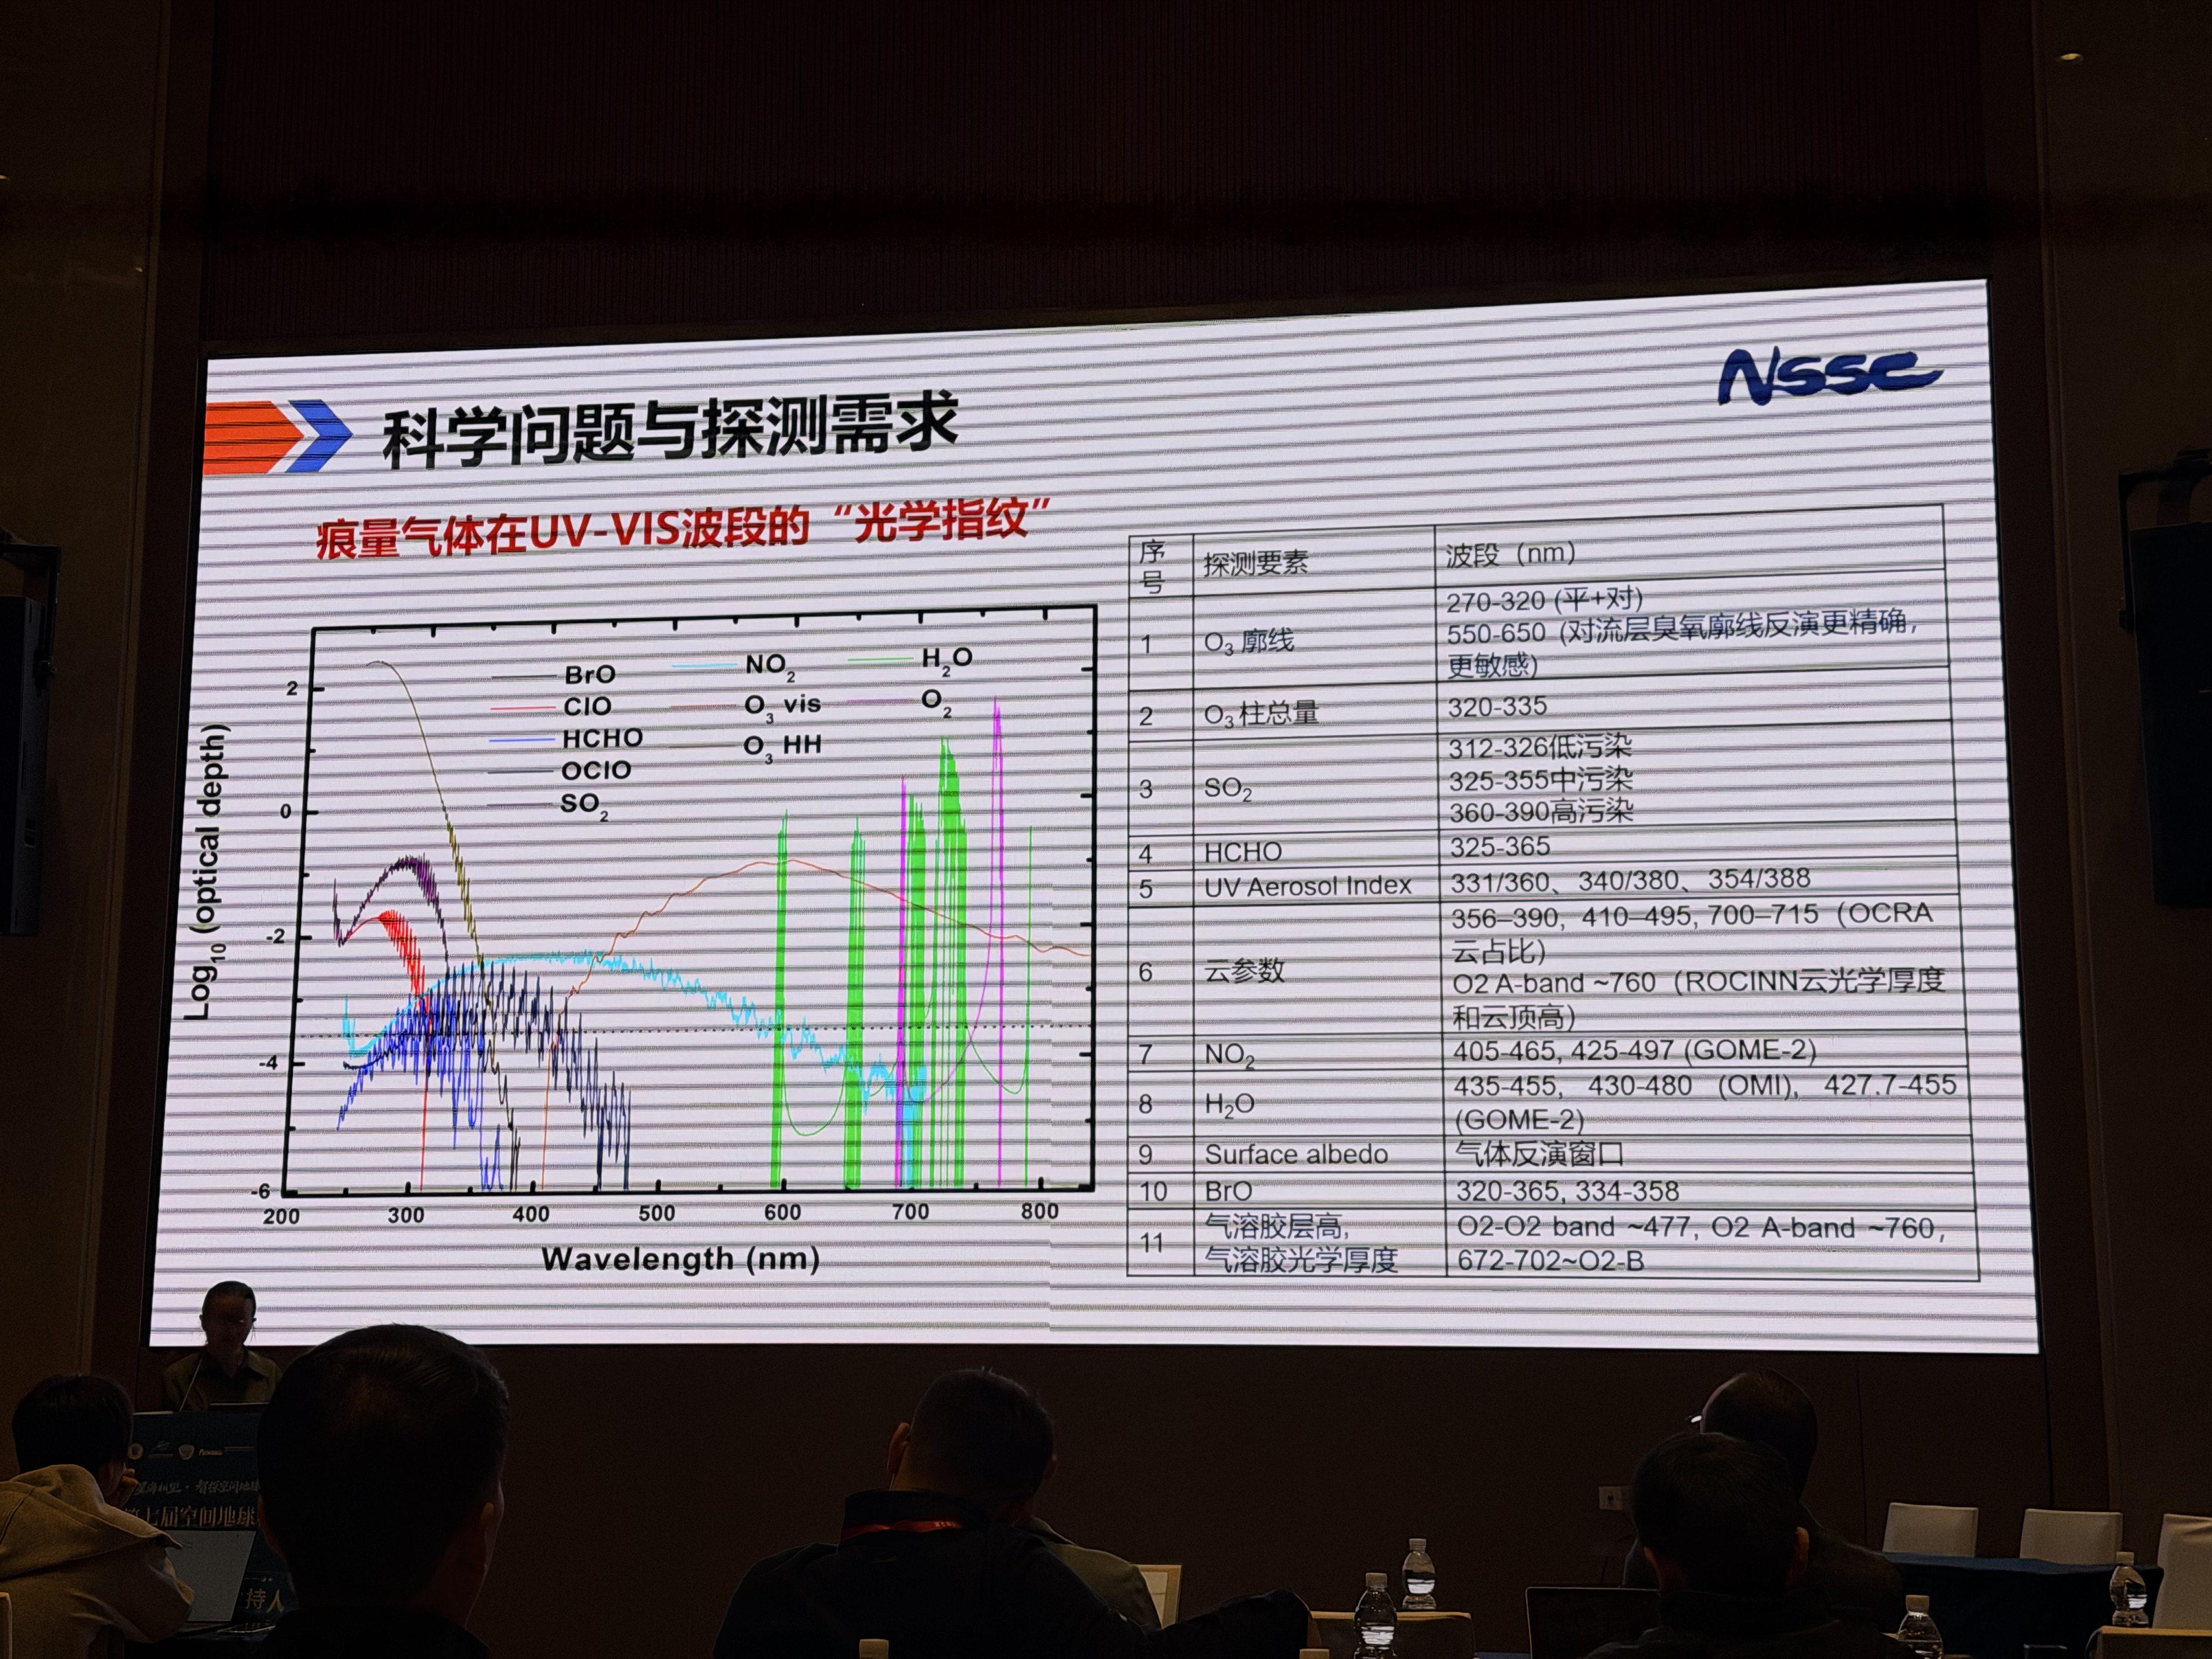 NSSC
科学问题与探测需求
痕量气体在UV-VIS波段的“光学指纹”
BrO
ClO
HCHO
OClO
SO2
NO2
O3 vis
O3 HH
H2O
O2
Log10 (optical depth)
2
0
-2
-4
-6
200 300 400 500 600 700 800
Wavelength (nm)
序号 探测要素 波段（nm）
1 O3 廓线 270-320 (平+对)
550-650 (对流层臭氧廓线反演更精确，
更敏感)
2 O3 柱总量 320-335
3 SO2 312-326低污染
325-355中污染
360-390高污染
4 HCHO 325-365
5 UV Aerosol Index 331/360、340/380、354/388
6 云参数 356–390, 410–495, 700–715（OCRA
云占比）
O2 A-band ~760（ROCINN云光学厚度
和云顶高）
7 NO2 405-465, 425-497 (GOME-2)
8 H2O 435-455, 430-480 (OMI), 427.7-455
(GOME-2)
9 Surface albedo 气体反演窗口
10 BrO 320-365, 334-358
11 气溶胶层高,
气溶胶光学厚度 O2-O2 band ~477, O2 A-band ~760,
672-702~O2-B
七届空间地球
持人